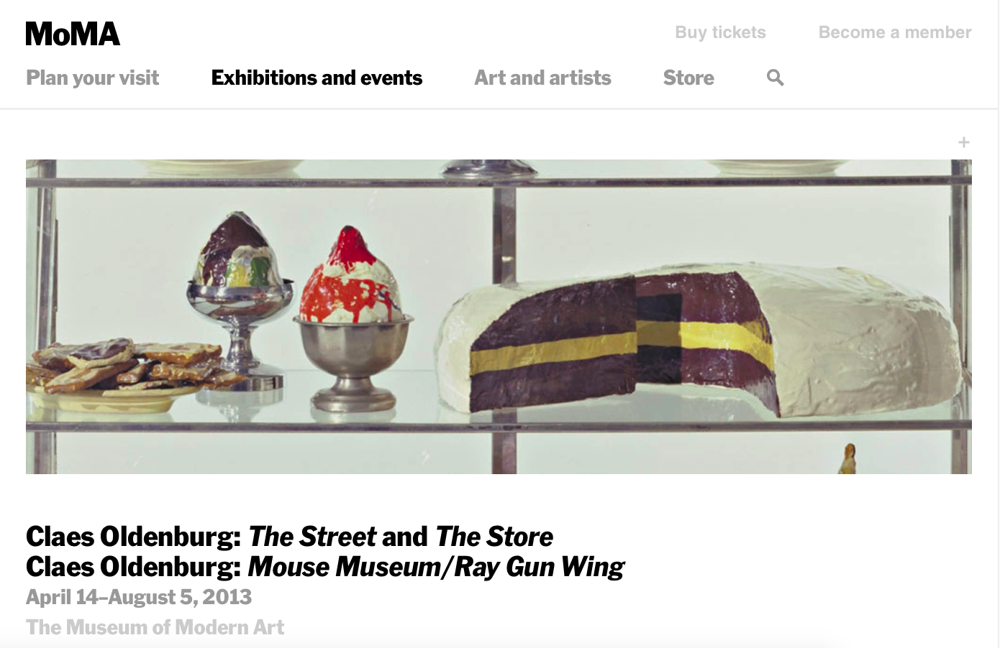 MoMA
Buy tickets Become a member
Plan your visit Exhibitions and events Art and artists Store
+
Claes Oldenburg: The Street and The Store
Claes Oldenburg: Mouse Museum/Ray Gun Wing
April 14–August 5, 2013
The Museum of Modern Art